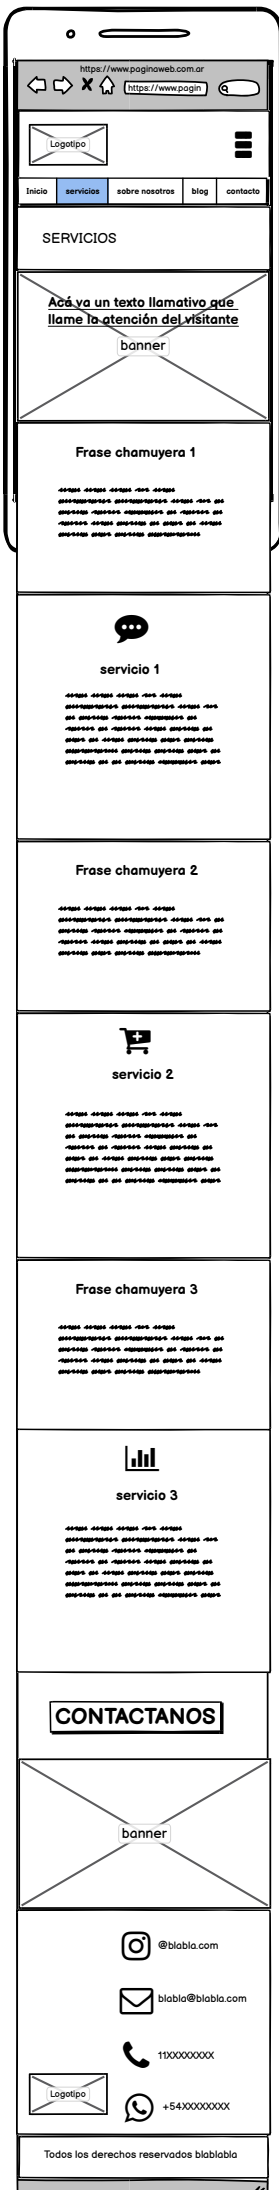 https://www.paginaweb.com.ar
https://www.pagin
Logotipo
Inicio servicios sobre nosotros blog contacto
SERVICIOS
Acá va un texto llamativo que
llame la atención del visitante
banner
Frase chamuyera 1
servicio 1
Frase chamuyera 2
servicio 2
Frase chamuyera 3
servicio 3
CONTACTANOS
banner
@blabla.com
blabla@blabla.com
11XXXXXXXX
Logotipo
+54XXXXXXXX
Todos los derechos reservados blablabla